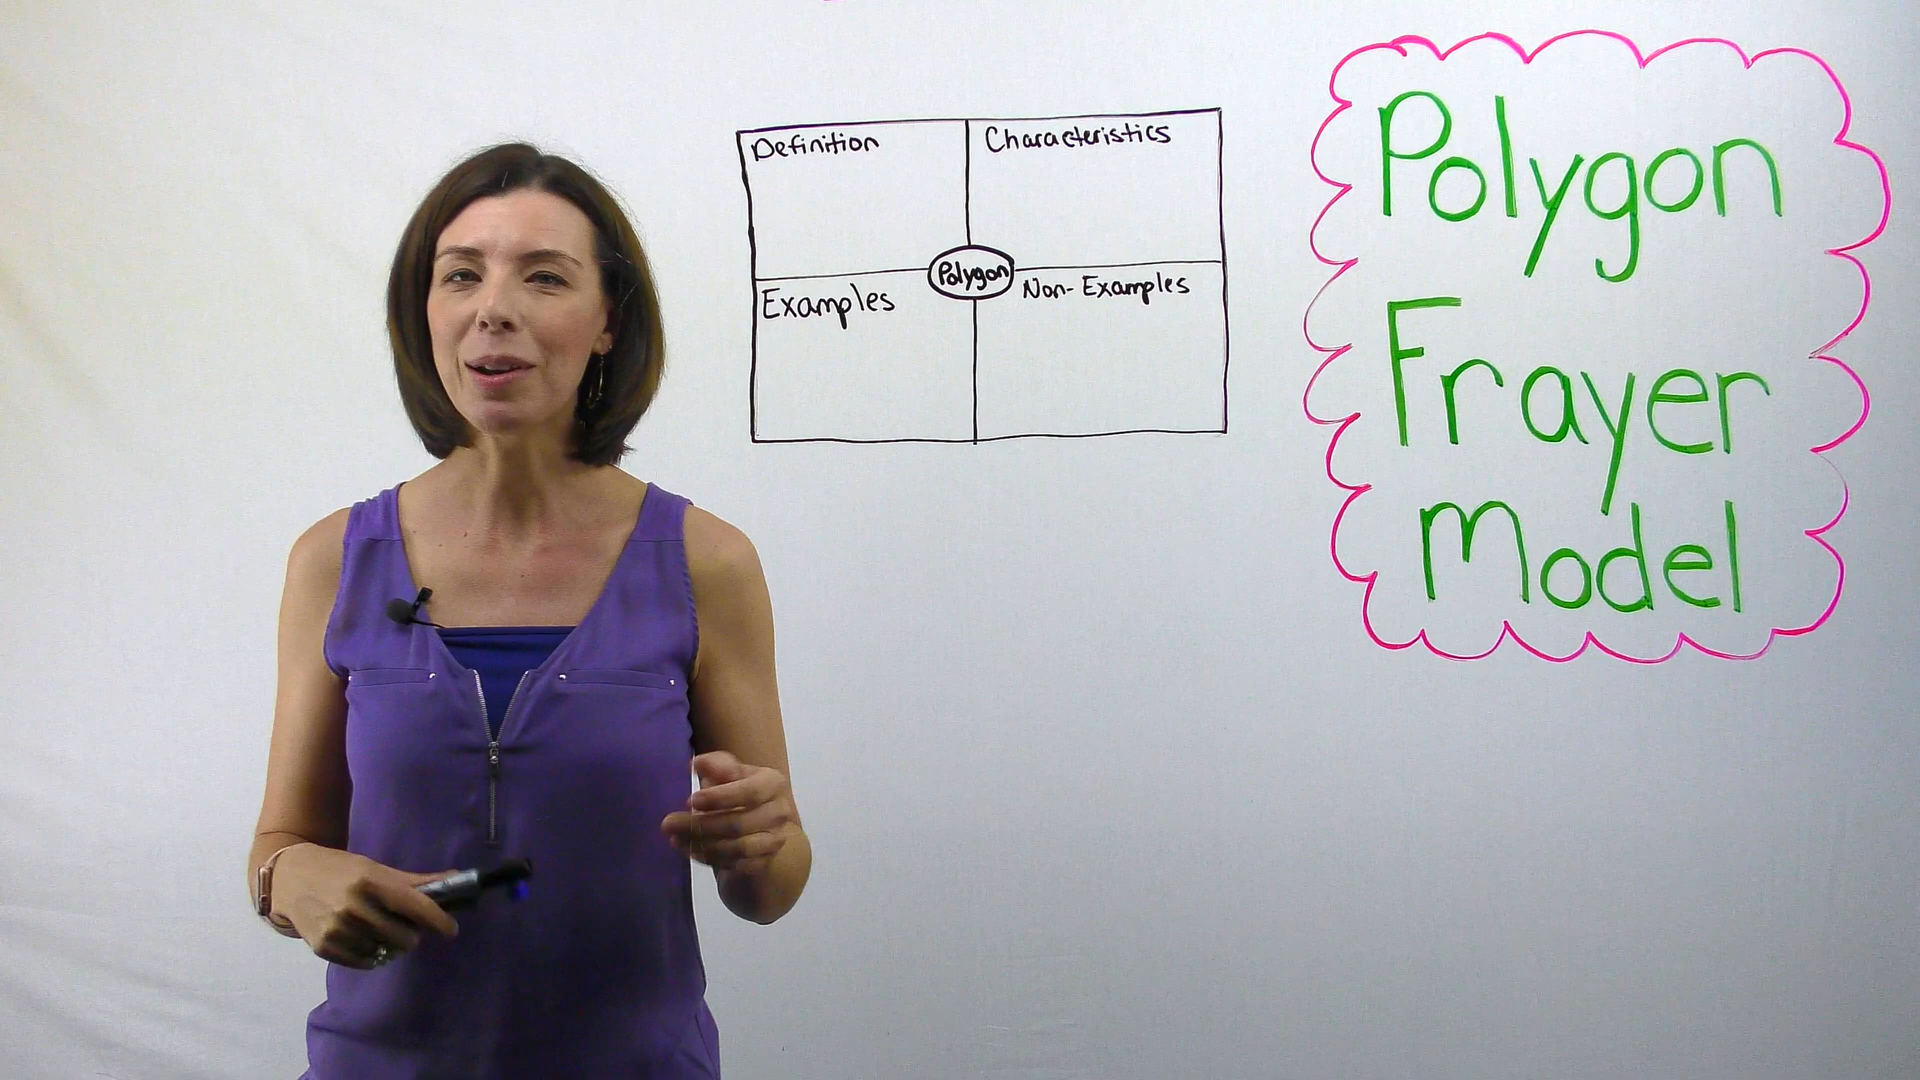 Definition
Characteristics
Polygon
Examples
Non-Examples
Polygon
Frayer
Model